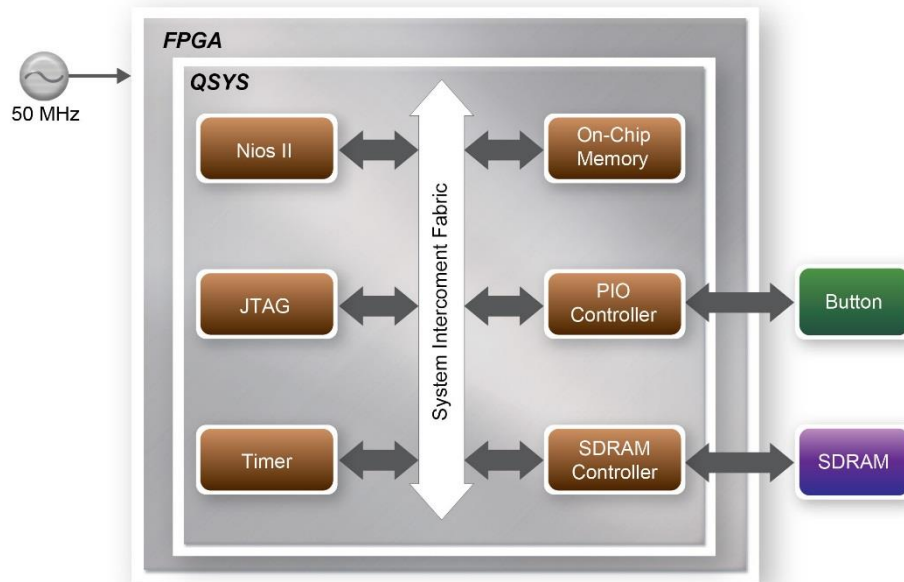 FPGA
QSYS
50 MHz
Nios II
On-Chip
Memory
System Intercoment Fabric
JTAG
PIO
Controller
Button
Timer
SDRAM
Controller
SDRAM